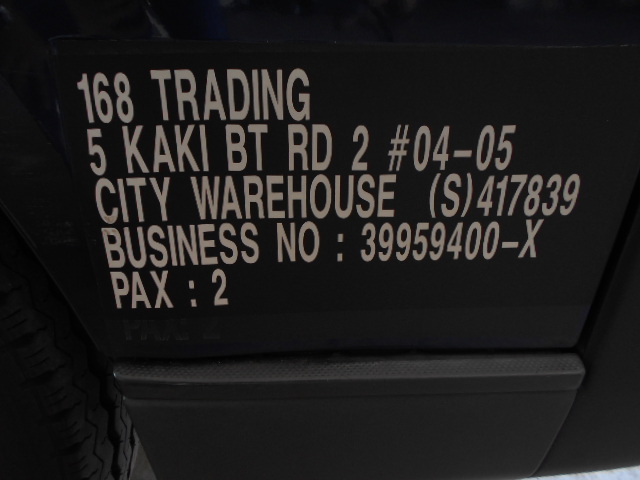 168 TRADING
5 KAKI BT RD 2 #04-05
CITY WAREHOUSE (S)417839
BUSINESS NO : 39959400-X
PAX : 2